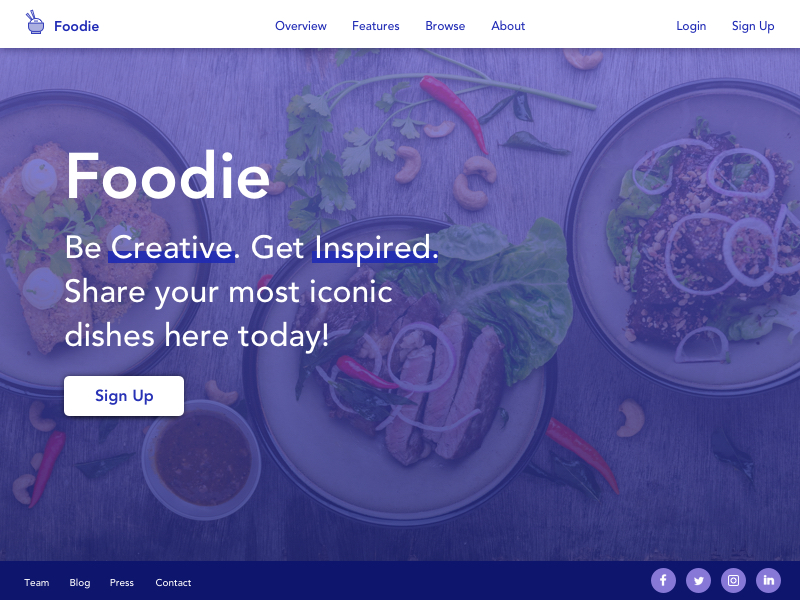 Foodie
Overview
Features
Browse
About
Login
Sign Up
Foodie
Be Creative. Get Inspired.
Share your most iconic
dishes here today!
Sign Up
Team
Blog
Press
Contact